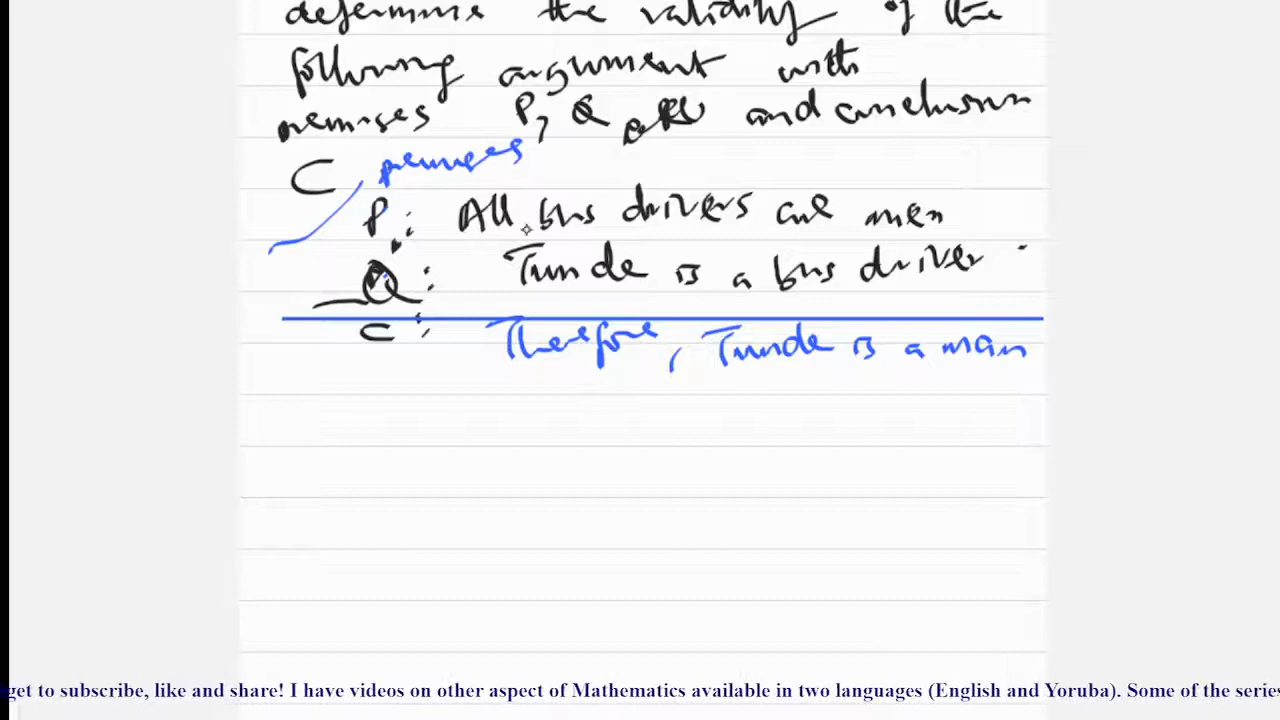 determine the validity of the
following argument with
premises P, Q and conclusion
C premises
P: All bus drivers are men
Q: Tunde is a bus driver
C: Therefore, Tunde is a man
get to subscribe, like and share! I have videos on other aspect of Mathematics available in two languages (English and Yoruba). Some of the series